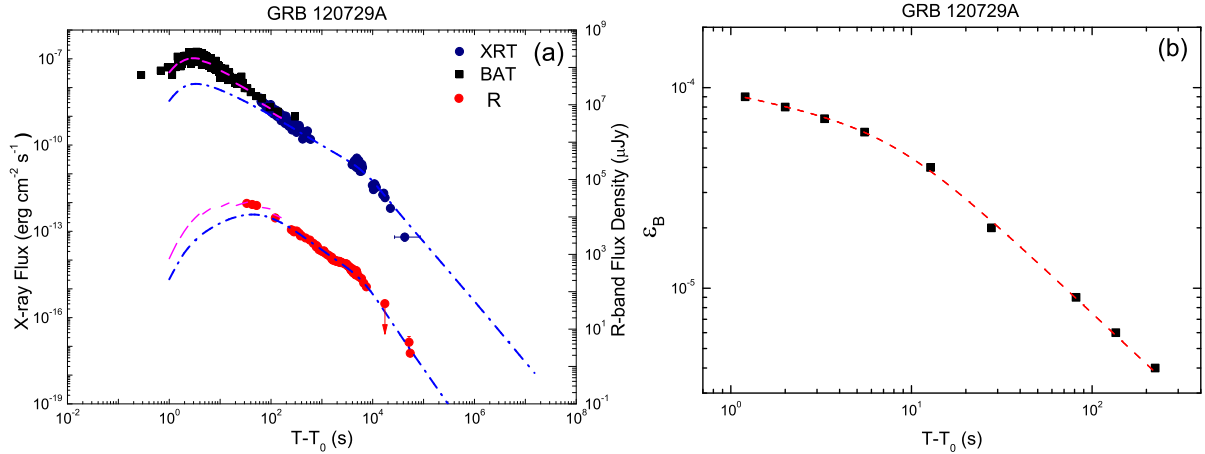 GRB 120729A
(a)
XRT
BAT
R
X-ray Flux (erg cm⁻² s⁻¹)
10⁻⁷
10⁻¹⁰
10⁻¹³
10⁻¹⁶
10⁻¹⁹
R-band Flux Density (μJy)
10⁹
10⁷
10⁵
10³
10¹
10⁻¹
10⁻² 10⁰ 10² 10⁴ 10⁶ 10⁸
T-T₀ (s)
GRB 120729A
(b)
ε_B
10⁻⁴
10⁻⁵
10⁰ 10¹ 10²
T-T₀ (s)